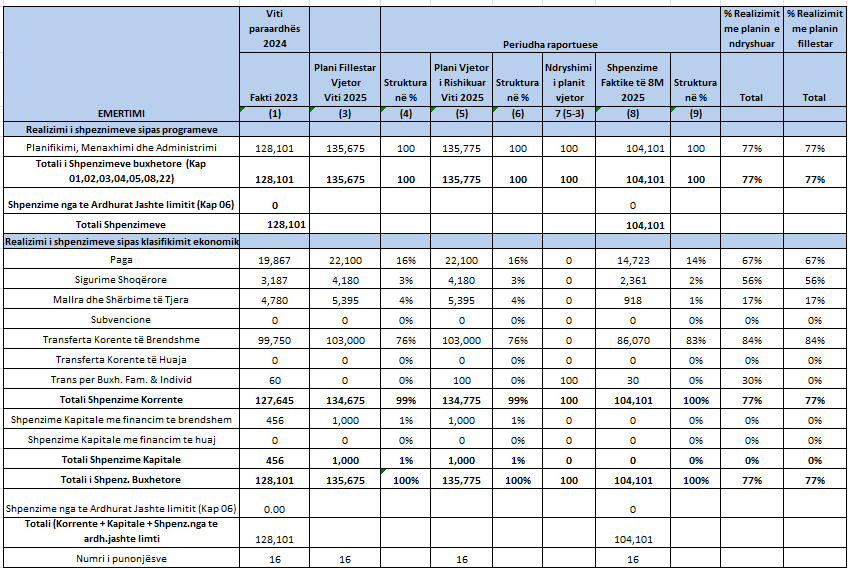 Viti paraardhës 2024
Periudha raportuese
% Realizimit me planin e ndryshuar
% Realizimit me planin fillestar
EMERTIMI
Fakti 2023
Plani Fillestar Vjetor Viti 2025
Struktura në %
Plani Vjetor i Rishikuar Viti 2025
Struktura në %
Ndryshimi i planit vjetor
Shpenzime Faktike të 8M 2025
Struktura në %
Total
Total
(1) (3) (4) (5) (6) 7 (5-3) (8) (9)
Realizimi i shpeznimeve sipas programeve
Planifikimi, Menaxhimi dhe Administrimi 128,101 135,675 100 135,775 100 100 104,101 100 77% 77%
Totali i Shpenzimeve buxhetore (Kap 01,02,03,04,05,08,22) 128,101 135,675 100 135,775 100 100 104,101 100 77% 77%
Shpenzime nga te Ardhurat Jashte limitit (Kap 06) 0 0
Totali Shpenzimeve 128,101 104,101
Realizimi i shpenzimeve sipas klasifikimit ekonomik
Paga 19,867 22,100 16% 22,100 16% 0 14,723 14% 67% 67%
Sigurime Shoqërore 3,187 4,180 3% 4,180 3% 0 2,361 2% 56% 56%
Mallra dhe Shërbime të Tjera 4,780 5,395 4% 5,395 4% 0 918 1% 17% 17%
Subvencione 0 0 0% 0 0% 0 0 0% 0% 0%
Transferta Korente të Brendshme 99,750 103,000 76% 103,000 76% 0 86,070 83% 84% 84%
Transferta Korente të Huaja 0 0 0% 0 0% 0 0 0% 0% 0%
Trans per Buxh. Fam. & Individ 60 0 0% 100 0% 100 30 0% 30% 0%
Totali Shpenzime Korrente 127,645 134,675 99% 134,775 99% 100 104,101 100% 77% 77%
Shpenzime Kapitale me financim te brendshem 456 1,000 1% 1,000 1% 0 0 0% 0% 0%
Shpenzime Kapitale me financim te huaj 0 0 0% 0 0% 0 0 0% 0% 0%
Totali Shpenzime Kapitale 456 1,000 1% 1,000 1% 0 0 0% 0% 0%
Totali i Shpenz. Buxhetore 128,101 135,675 100% 135,775 100% 100 104,101 100% 77% 77%
Shpenzime nga te Ardhurat Jashte limitit (Kap 06) 0.00 0
Totali (Korrente + Kapitale + Shpenz.nga te ardh.jashte limti 128,101 104,101
Numri i punonjësve 16 16 16 16